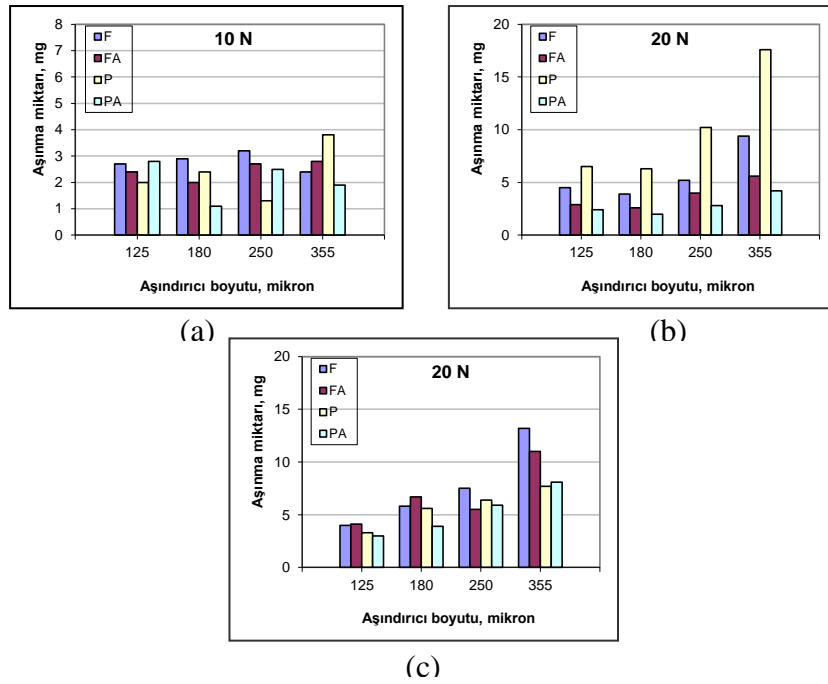 10 N
F
FA
P
PA
Aşınma miktarı, mg
8
7
6
5
4
3
2
1
0
125 180 250 355
Aşındırıcı boyutu, mikron
(a)
20 N
F
FA
P
PA
Aşınma miktarı, mg
20
15
10
5
0
125 180 250 355
Aşındırıcı boyutu, mikron
(b)
20 N
F
FA
P
PA
Aşınma miktarı, mg
20
15
10
5
0
125 180 250 355
Aşındırıcı boyutu, mikron
(c)